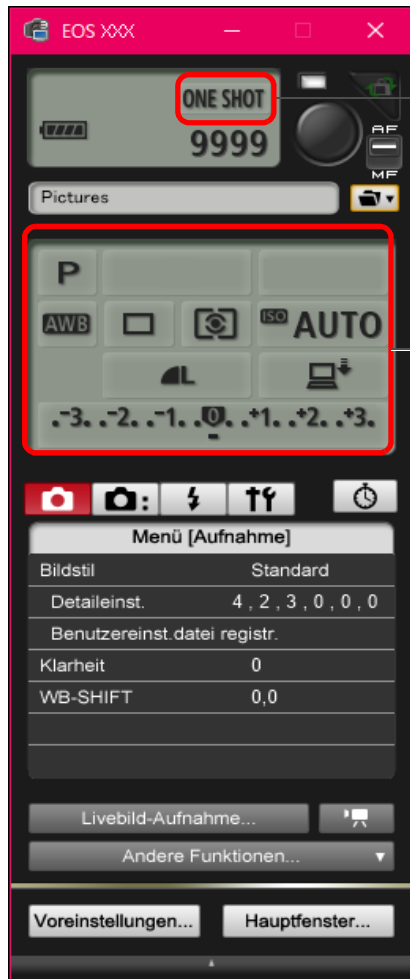 EOS XXX
ONE SHOT
9999
AF
MF
Pictures
P
AWB
ISO AUTO
L
.-3. .-2. .-1. .0. .+1. .+2. .+3.
Menü [Aufnahme]
Bildstil Standard
Detaileinst. 4 , 2 , 3 , 0 , 0 , 0
Benutzereinst.datei registr.
Klarheit 0
WB-SHIFT 0,0
Livebild-Aufnahme...
Andere Funktionen...
Voreinstellungen... Hauptfenster...